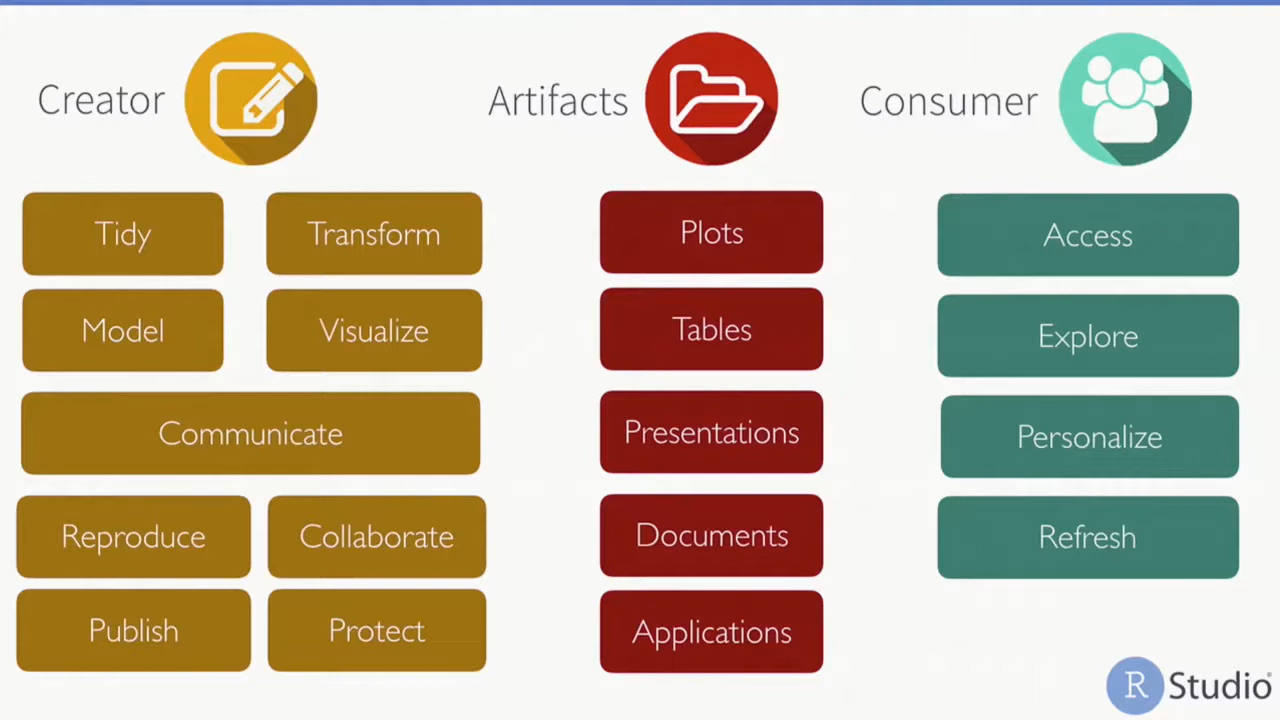 Creator
Artifacts
Consumer
Tidy
Transform
Model
Visualize
Communicate
Reproduce
Collaborate
Publish
Protect
Plots
Tables
Presentations
Documents
Applications
Access
Explore
Personalize
Refresh
R Studio®